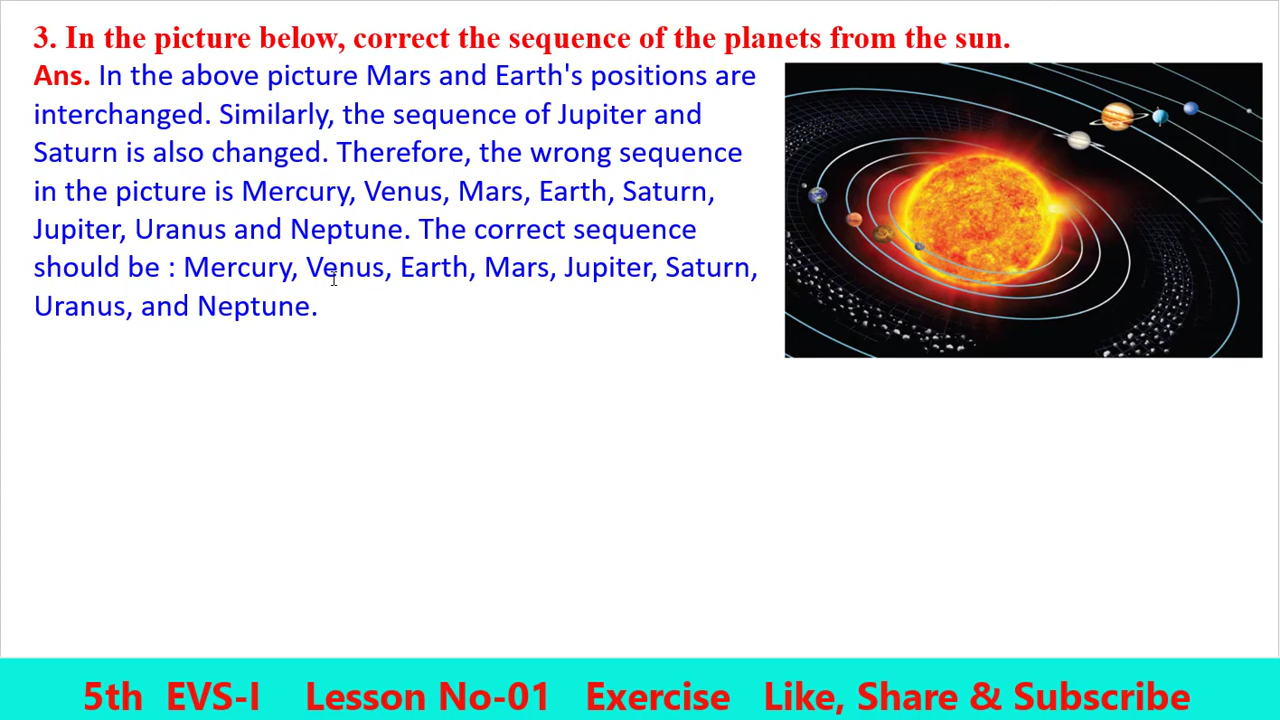 3. In the picture below, correct the sequence of the planets from the sun.
Ans. In the above picture Mars and Earth's positions are
interchanged. Similarly, the sequence of Jupiter and
Saturn is also changed. Therefore, the wrong sequence
in the picture is Mercury, Venus, Mars, Earth, Saturn,
Jupiter, Uranus and Neptune. The correct sequence
should be : Mercury, Venus, Earth, Mars, Jupiter, Saturn,
Uranus, and Neptune.
5th EVS-I Lesson No-01 Exercise Like, Share & Subscribe